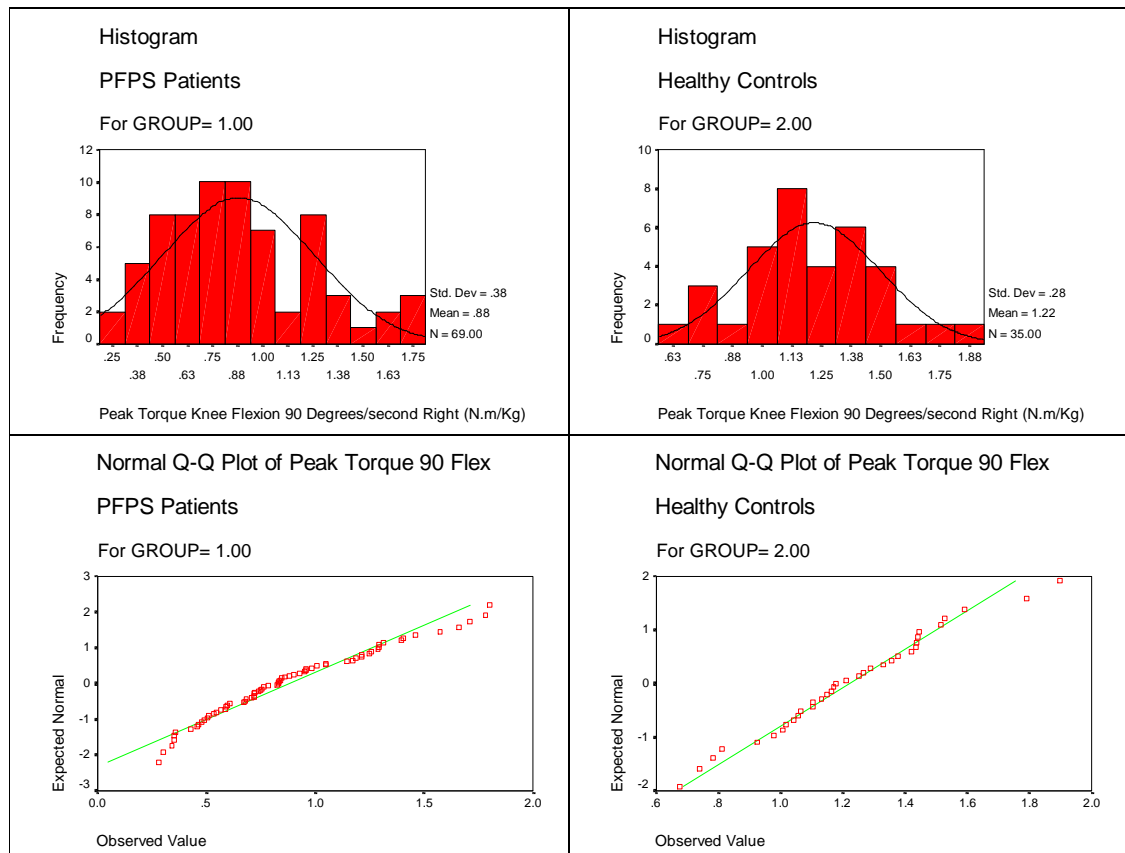 Histogram
PFPS Patients
For GROUP= 1.00
12
10
8
6
4
2
0
Frequency
Std. Dev = .38
Mean = .88
N = 69.00
.25 .50 .75 1.00 1.25 1.50 1.75
.38 .63 .88 1.13 1.38 1.63
Peak Torque Knee Flexion 90 Degrees/second Right (N.m/Kg)
Histogram
Healthy Controls
For GROUP= 2.00
10
8
6
4
2
0
Frequency
Std. Dev = .28
Mean = 1.22
N = 35.00
.63 .88 1.13 1.38 1.63 1.88
.75 1.00 1.25 1.50 1.75
Peak Torque Knee Flexion 90 Degrees/second Right (N.m/Kg)
Normal Q-Q Plot of Peak Torque 90 Flex
PFPS Patients
For GROUP= 1.00
3
2
1
0
-1
-2
-3
Expected Normal
0.0 .5 1.0 1.5 2.0
Observed Value
Normal Q-Q Plot of Peak Torque 90 Flex
Healthy Controls
For GROUP= 2.00
2
1
0
-1
-2
Expected Normal
.6 .8 1.0 1.2 1.4 1.6 1.8 2.0
Observed Value